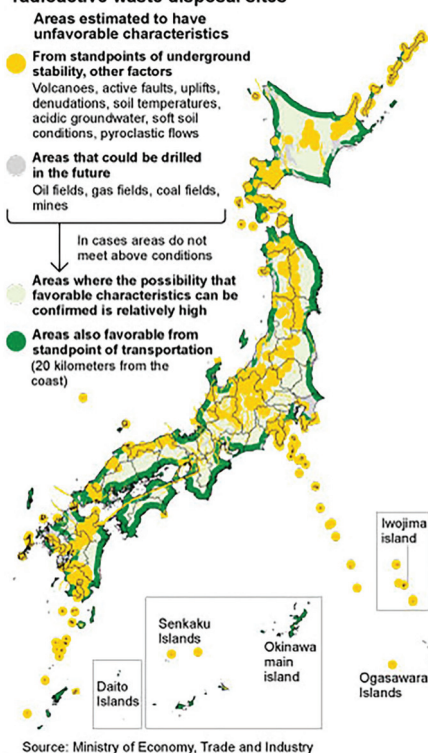 radioactive waste disposal sites
Areas estimated to have
unfavorable characteristics
From standpoints of underground
stability, other factors
Volcanoes, active faults, uplifts,
denudations, soil temperatures,
acidic groundwater, soft soil
conditions, pyroclastic flows
Areas that could be drilled
in the future
Oil fields, gas fields, coal fields,
mines
In cases areas do not
meet above conditions
Areas where the possibility that
favorable characteristics can be
confirmed is relatively high
Areas also favorable from
standpoint of transportation
(20 kilometers from the
coast)
Iwojima
island
Senkaku
Islands
Okinawa
main
island
Daito
Islands
Ogasawara
Islands
Source: Ministry of Economy, Trade and Industry